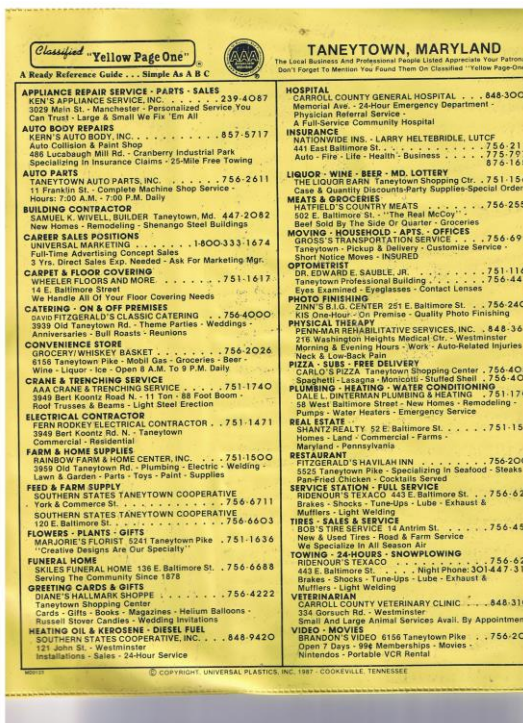 Classified "Yellow Page One"
A Ready Reference Guide . . . Simple As A B C
AAA
TANEYTOWN, MARYLAND
The Local Business And Professional People Listed Appreciate Your
Don't Forget To Mention You Found Them On Classified "Yellow
APPLIANCE REPAIR SERVICE - PARTS - SALES
KEN'S APPLIANCE SERVICE, INC. . . . . . . . 239-4087
3029 Main St. - Manchester - Personalized Service You
Can Trust - Large & Small We Fix 'Em All
AUTO BODY REPAIRS
KERN'S AUTO BODY, INC. . . . . . . . . . . 857-5717
Auto Collision & Paint Shop
486 Lucabaugh Mill Rd. - Cranberry Industrial Park
Specializing In Insurance Claims - 25-Mile Free Towing
AUTO PARTS
TANEYTOWN AUTO PARTS, INC. . . . . . . . 756-2611
11 Franklin St. - Complete Machine Shop Service -
Hours: 7:00 A.M. - 7:00 P.M. Daily
BUILDING CONTRACTOR
SAMUEL K. WIVELL, BUILDER Taneytown, Md. 447-2082
New Homes - Remodeling - Shenango Steel Buildings
CAREER SALES POSITIONS
UNIVERSAL MARKETING . . . . . . . 1-800-333-1674
Full-Time Advertising Concept Sales
3 Yrs. Direct Sales Exp. Needed - Ask For Marketing Mgr.
CARPET & FLOOR COVERING
WHEELER FLOORS AND MORE . . . . . . . . 751-1617
14 E. Baltimore Street
We Handle All Of Your Floor Covering Needs
CATERING - ON & OFF PREMISES
DAVID FITZGERALD'S CLASSIC CATERING . . . 756-4000
3939 Old Taneytown Rd. - Theme Parties - Weddings -
Anniversaries - Bull Roasts - Reunions
CONVENIENCE STORE
GROCERY/WHISKEY BASKET . . . . . . . . 756-2026
6156 Taneytown Pike - Mobil Gas - Groceries - Beer -
Wine - Liquor - Ice - Open 8 A.M. To 9 P.M. Daily
CRANE & TRENCHING SERVICE
AAA CRANE & TRENCHING SERVICE . . . . . . 751-1740
3949 Bert Koontz Road N. - 11 Ton - 88 Foot Boom -
Roof Trusses & Beams - Light Steel Erection
ELECTRICAL CONTRACTOR
FERN RODKEY ELECTRICAL CONTRACTOR . . 751-1471
3949 Bert Koontz Rd. N. - Taneytown
Commercial - Residential
FARM & HOME SUPPLIES
RAINBOW FARM & HOME CENTER, INC. . . . . 751-1500
3959 Old Taneytown Rd. - Plumbing - Electric - Welding -
Lawn & Garden - Parts - Toys - Paint - Supplies
FEED & FARM SUPPLY
SOUTHERN STATES TANEYTOWN COOPERATIVE
York & Commerce St. . . . . . . . . . . . 756-6711
SOUTHERN STATES TANEYTOWN COOPERATIVE
120 E. Baltimore St. . . . . . . . . . . . 756-6603
FLOWERS - PLANTS - GIFTS
MARJORIE'S FLORIST 5241 Taneytown Pike . 751-1636
"Creative Designs Are Our Specialty"
FUNERAL HOME
SKILES FUNERAL HOME 136 E. Baltimore St. . 756-6688
Serving The Community Since 1878
GREETING CARDS & GIFTS
DIANE'S HALLMARK SHOPPE . . . . . . . . 756-4222
Taneytown Shopping Center
Cards - Gifts - Books - Magazines - Helium Balloons -
Russell Stover Candies - Wedding Invitations
HEATING OIL & KEROSENE - DIESEL FUEL
SOUTHERN STATES COOPERATIVE, INC. . . . 848-9420
121 John St. - Westminster
Installations - Sales - 24-Hour Service
HOSPITAL
CARROLL COUNTY GENERAL HOSPITAL . . . . 848-300
Memorial Ave. - 24-Hour Emergency Department -
Physician Referral Service -
A Full-Service Community Hospital
INSURANCE
NATIONWIDE INS. - LARRY HELTEBRIDLE, LUTCF
441 East Baltimore St. . . . . . . . . . . 756-21
Auto - Fire - Life - Health - Business . . . . 775-79
876-16
LIQUOR - WINE - BEER - MD. LOTTERY
THE LIQUOR BARN Taneytown Shopping Ctr. . 751-15
Case & Quantity Discounts-Party Supplies-Special Order
MEATS & GROCERIES
HATFIELD'S COUNTRY MEATS . . . . . . . . 756-255
502 E. Baltimore St. - "The Real McCoy" -
Beef Sold By The Side Or Quarter - Groceries
MOVING - HOUSEHOLD - APTS. - OFFICES
GROSS'S TRANSPORTATION SERVICE . . . . . 756-69
Taneytown - Pickup & Delivery - Customize Service -
Short Notice Moves - INSURED
OPTOMETRIST
DR. EDWARD E. SAUBLE, JR. . . . . . . . . 751-116
Taneytown Professional Building . . . . . . 756-44
Eyes Examined - Eyeglasses - Contact Lenses
PHOTO FINISHING
ZINN'S B.I.G. CENTER 251 E. Baltimore St. . . 756-240
KIS One-Hour - On Premise - Quality Photo Finishing
PHYSICAL THERAPY
PENN-MAR REHABILITATIVE SERVICES, INC. . 848-36
216 Washington Heights Medical Ctr. - Westminster
Morning & Evening Hours - Work - Auto-Related Injuries
Neck & Low-Back Pain
PIZZA - SUBS - FREE DELIVERY
CARLO'S PIZZA Taneytown Shopping Center . 756-40
Spaghetti - Lasagna - Monicotti - Stuffed Shell . 756-40
PLUMBING - HEATING - WATER CONDITIONING
DALE L. DINTERMAN PLUMBING & HEATING . 751-17
58 West Baltimore Street - New Homes - Remodeling -
Pumps - Water Heaters - Emergency Service
REAL ESTATE
SHANTZ REALTY 52 E. Baltimore St. . . . . . 751-15
Homes - Land - Commercial - Farms -
Maryland - Pennsylvania
RESTAURANT
FITZGERALD'S HAVILAH INN . . . . . . . . 756-200
5525 Taneytown Pike - Specializing In Seafood - Steaks
Pan-Fried Chicken - Cocktails Served
SERVICE STATION - FULL SERVICE
RIDENOUR'S TEXACO 443 E. Baltimore St. . . . 756-62
Brakes - Shocks - Tune-Ups - Lube - Exhaust &
Mufflers - Light Welding
TIRES - SALES & SERVICE
BOB'S TIRE SERVICE 14 Antrim St. . . . . . . 756-45
New & Used Tires - Road & Farm Service
We Specialize In All Season Air
TOWING - 24-HOURS - SNOWPLOWING
RIDENOUR'S TEXACO . . . . . . . . . . . 756-62
443 E. Baltimore St. . . . . Night Phone: 301-447-31
Brakes - Shocks - Tune-Ups - Lube - Exhaust &
Mufflers - Light Welding
VETERINARIAN
CARROLL COUNTY VETERINARY CLINIC . . . 848-31
334 Gorsuch Rd. - Westminster
Small And Large Animal Services Avail. By Appointment
VIDEO - MOVIES
BRANDON'S VIDEO 6156 Taneytown Pike . . . 756-20
Open 7 Days - 99¢ Memberships - Movies -
Nintendos - Portable VCR Rental
© COPYRIGHT, UNIVERSAL PLASTICS, INC. 1987 - COOKEVILLE, TENNESSEE